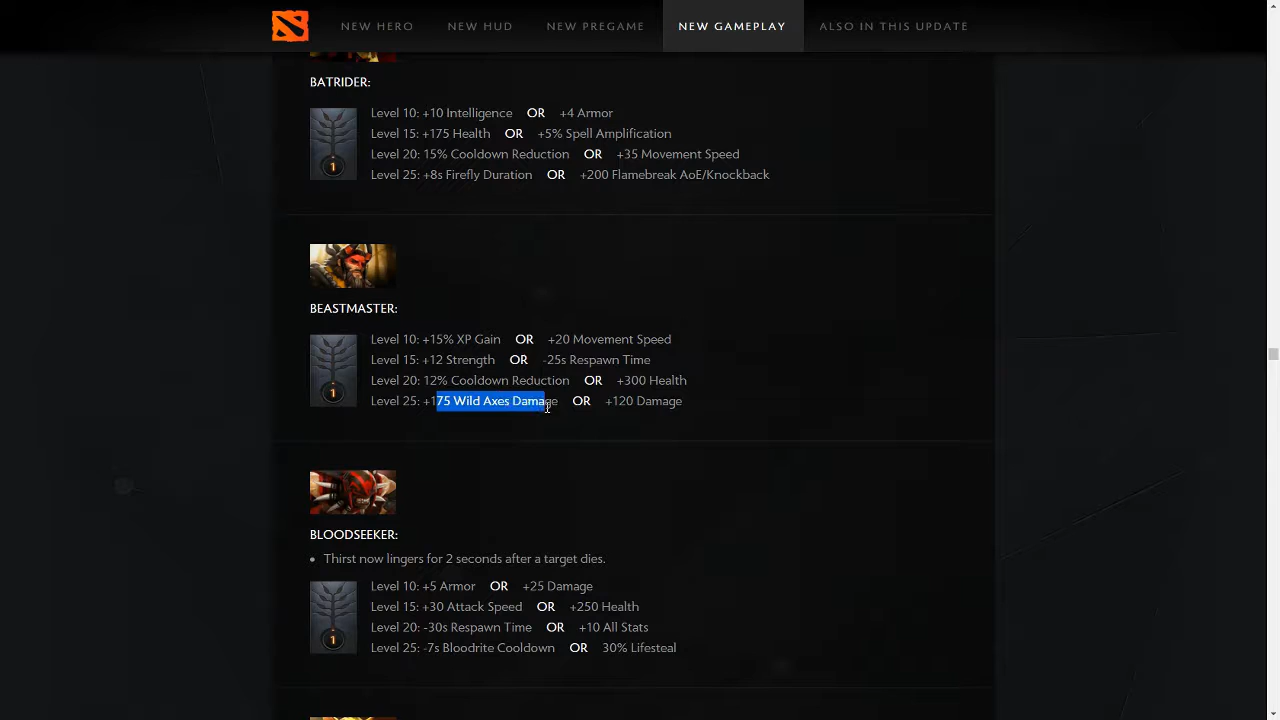 NEW HERO NEW HUD NEW PREGAME NEW GAMEPLAY ALSO IN THIS UPDATE
BATRIDER:
Level 10: +10 Intelligence OR +4 Armor
Level 15: +175 Health OR +5% Spell Amplification
Level 20: 15% Cooldown Reduction OR +35 Movement Speed
Level 25: +8s Firefly Duration OR +200 Flamebreak AoE/Knockback
1
BEASTMASTER:
Level 10: +15% XP Gain OR +20 Movement Speed
Level 15: +12 Strength OR -25s Respawn Time
Level 20: 12% Cooldown Reduction OR +300 Health
Level 25: +175 Wild Axes Damage OR +120 Damage
1
BLOODSEEKER:
• Thirst now lingers for 2 seconds after a target dies.
Level 10: +5 Armor OR +25 Damage
Level 15: +30 Attack Speed OR +250 Health
Level 20: -30s Respawn Time OR +10 All Stats
Level 25: -7s Bloodrite Cooldown OR 30% Lifesteal
1